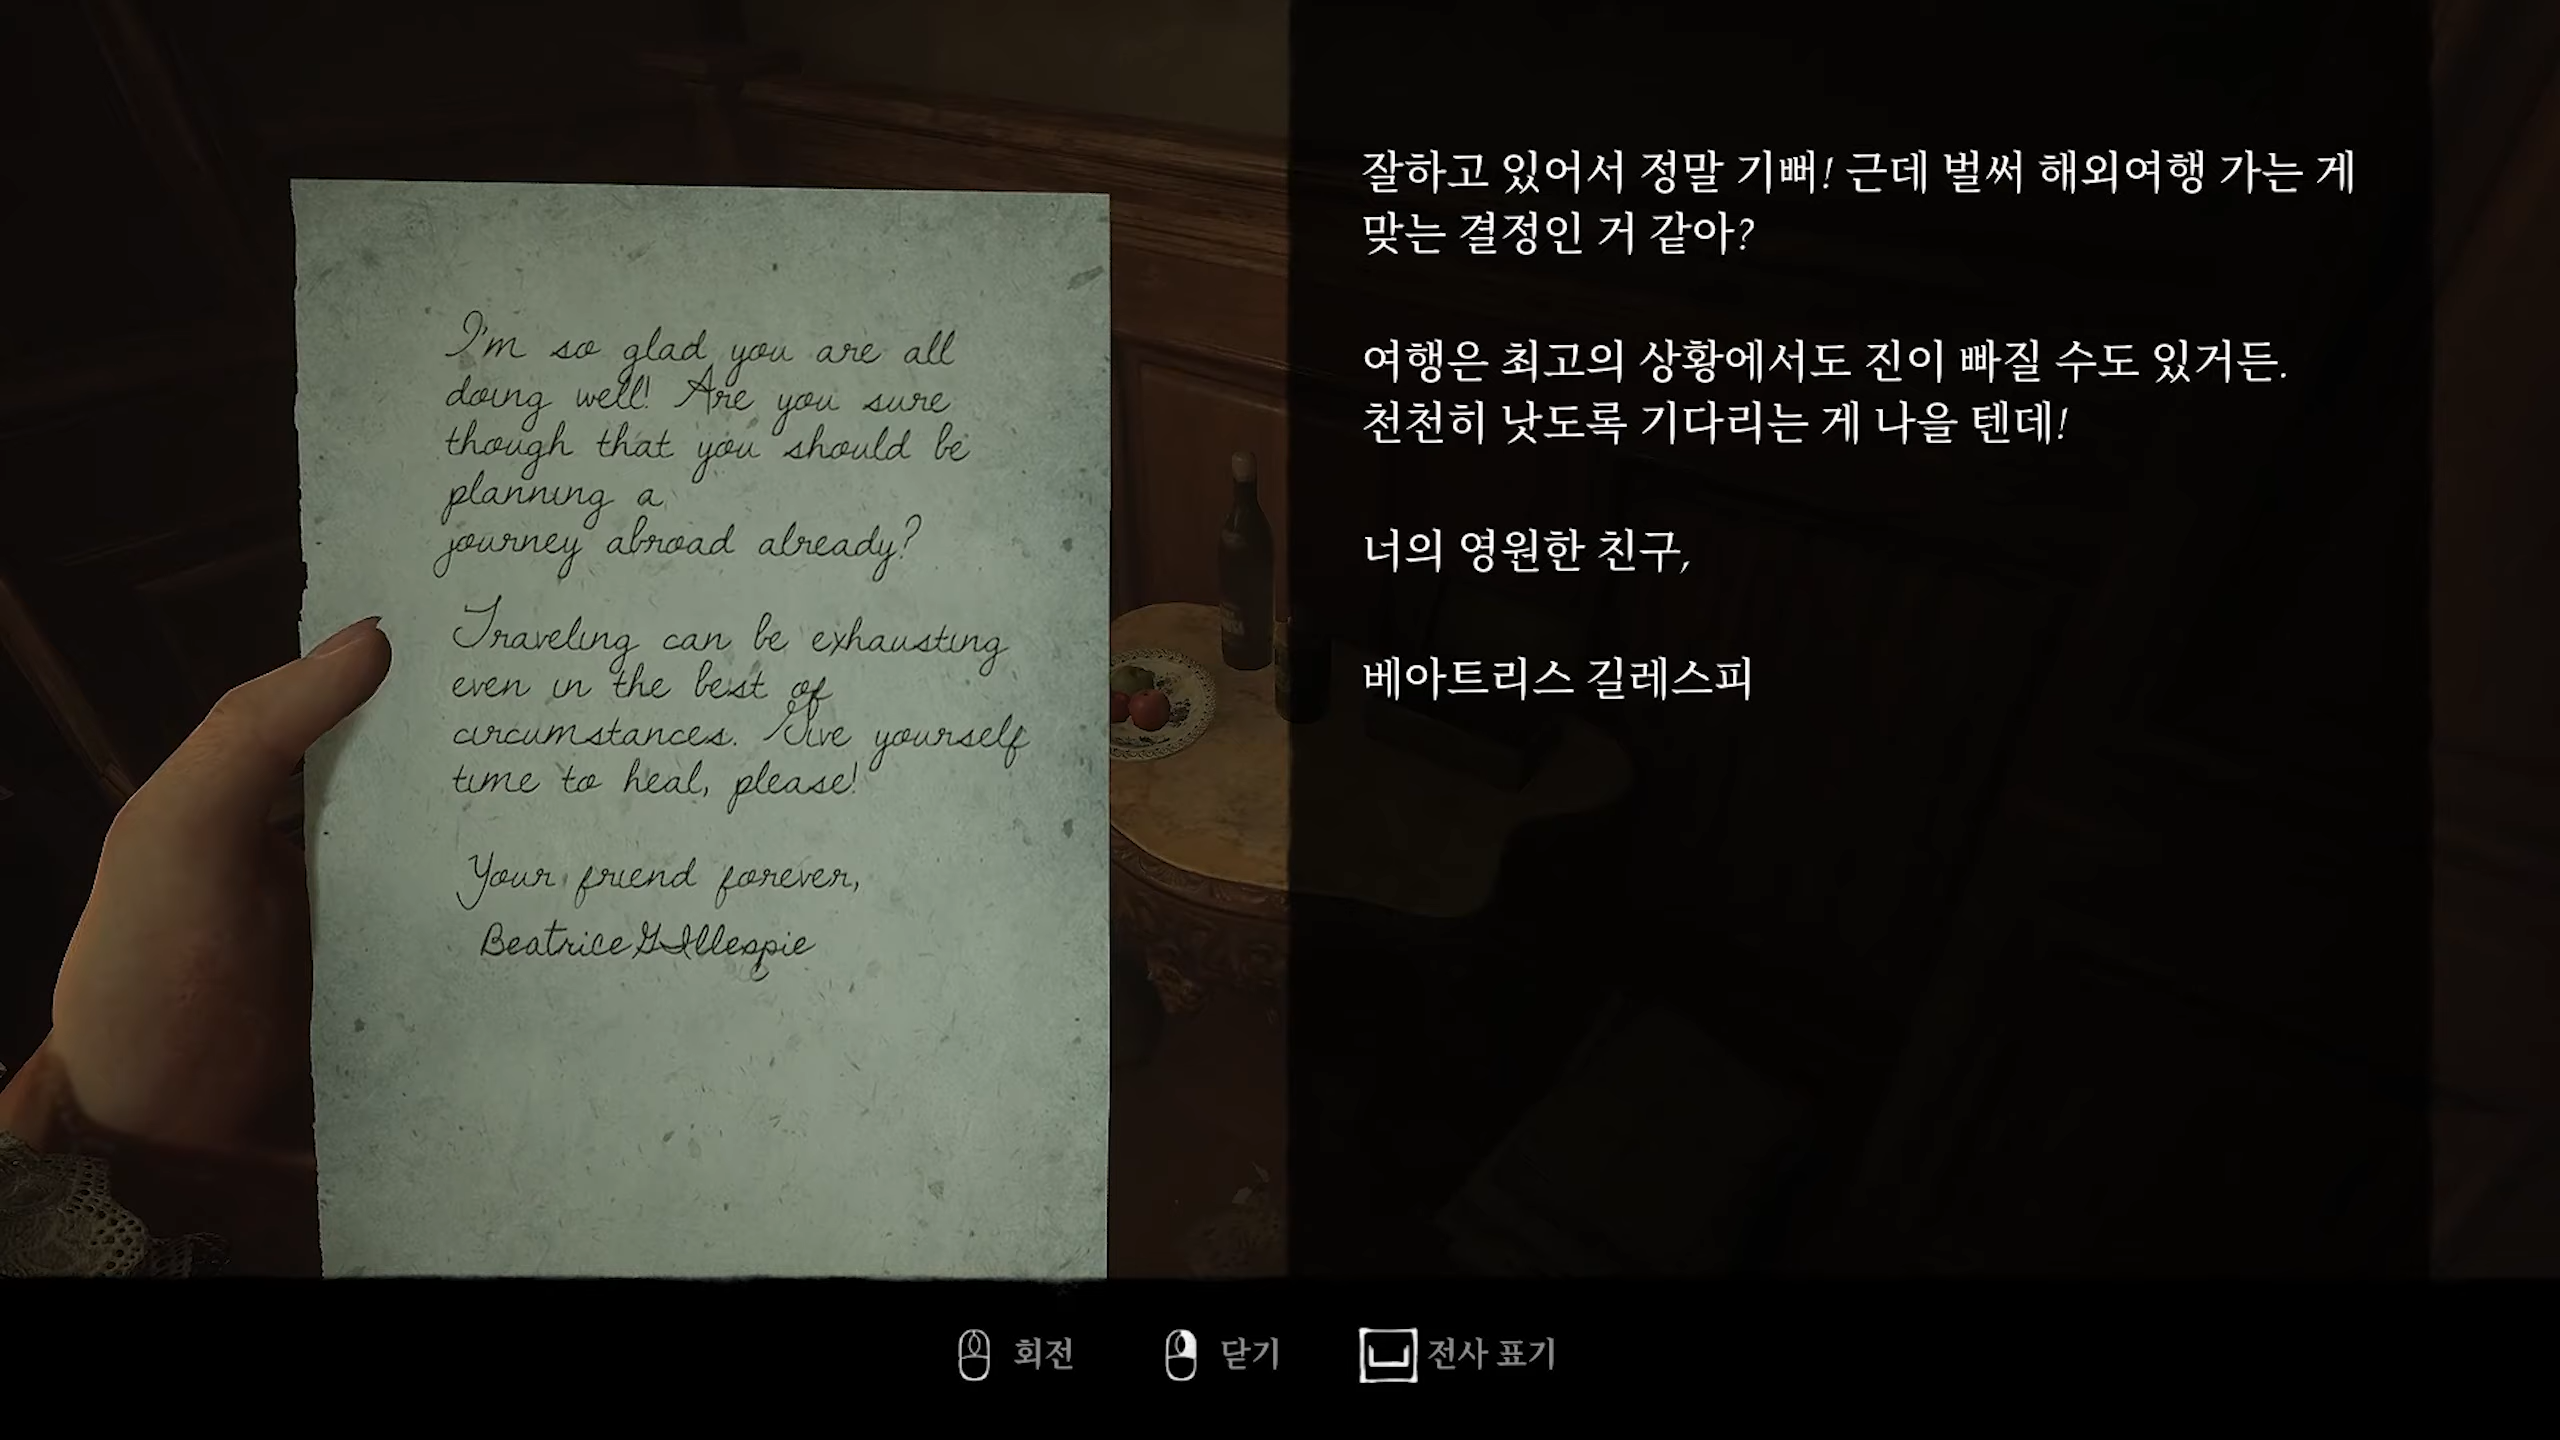 I'm so glad you are all
doing well! Are you sure
though that you should be
planning a
journey abroad already?
Traveling can be exhausting
even in the best of
circumstances. Give yourself
time to heal, please!
Your friend forever,
Beatrice Gillespie
잘하고 있어서 정말 기뻐! 근데 벌써 해외여행 가는 게
맞는 결정인 거 같아?
여행은 최고의 상황에서도 진이 빠질 수도 있거든.
천천히 낫도록 기다리는 게 나을 텐데!
너의 영원한 친구,
베아트리스 길레스피
회전
닫기
전사 표기